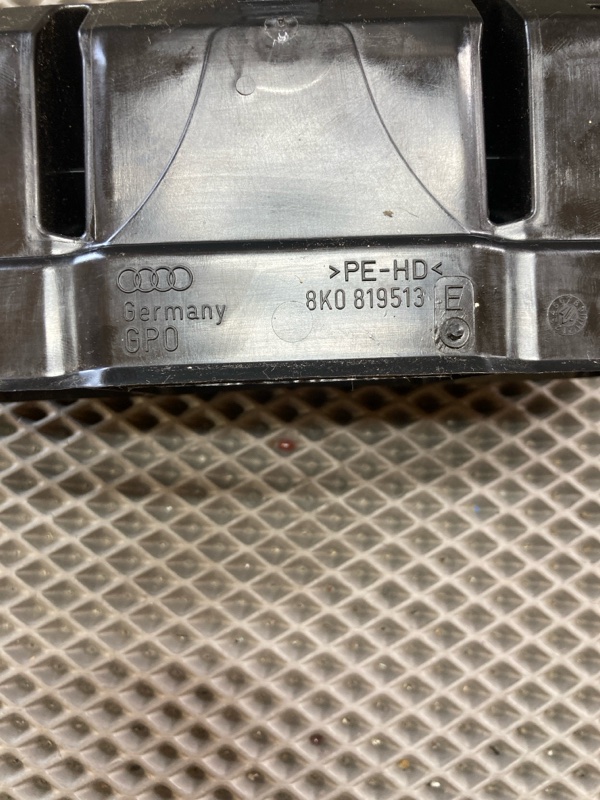 >PE-HD<
8K0 819513 E
Germany
GPO